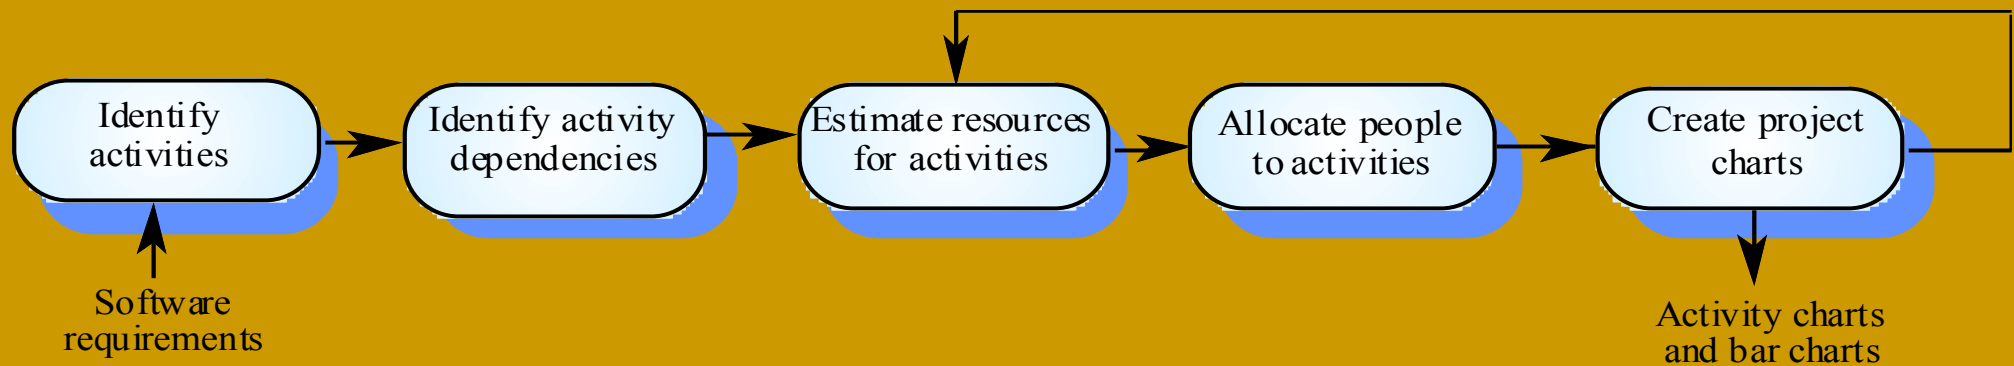 Identify
activities
Identify activity
dependencies
Estimate resources
for activities
Allocate people
to activities
Create project
charts
Software
requirements
Activity charts
and bar charts